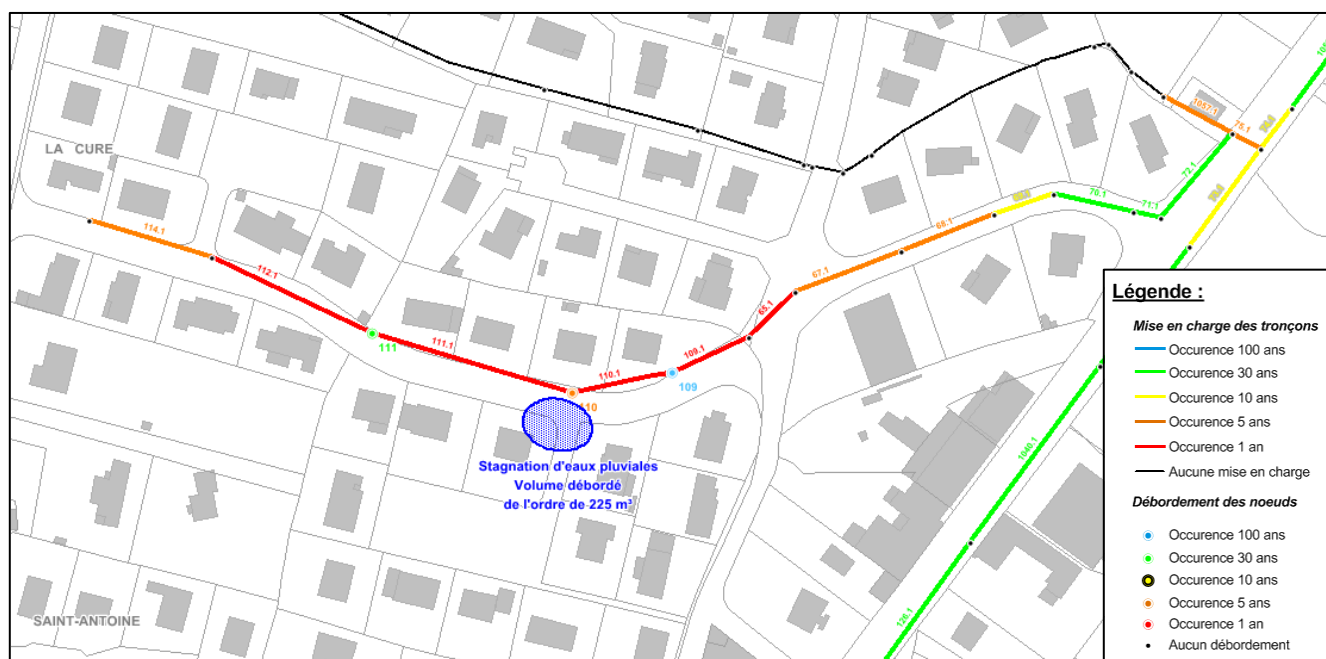 LA CURE
114.1
112.1
111
111.1
110
110.1
109
109.1
65.1
67.1
68.1
70.1
71.1
72.1
1057.1
75.1
1040.1
126.1
Stagnation d'eaux pluviales
Volume débordé
de l'ordre de 225 m³
SAINT-ANTOINE
Légende :
Mise en charge des tronçons
Occurence 100 ans
Occurence 30 ans
Occurence 10 ans
Occurence 5 ans
Occurence 1 an
Aucune mise en charge
Débordement des noeuds
Occurence 100 ans
Occurence 30 ans
Occurence 10 ans
Occurence 5 ans
Occurence 1 an
Aucun débordement